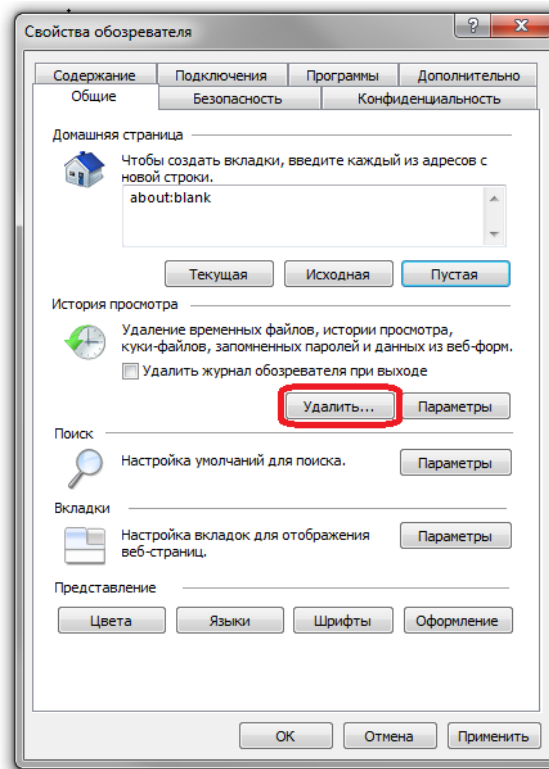 Свойства обозревателя
?
Содержание Подключения Программы Дополнительно
Общие Безопасность Конфиденциальность
Домашняя страница
Чтобы создать вкладки, введите каждый из адресов с
новой строки.
about:blank
Текущая Исходная Пустая
История просмотра
Удаление временных файлов, истории просмотра,
куки-файлов, запомненных паролей и данных из веб-форм.
Удалить журнал обозревателя при выходе
Удалить... Параметры
Поиск
Настройка умолчаний для поиска.
Параметры
Вкладки
Настройка вкладок для отображения
веб-страниц.
Параметры
Представление
Цвета Языки Шрифты Оформление
ОК Отмена Применить